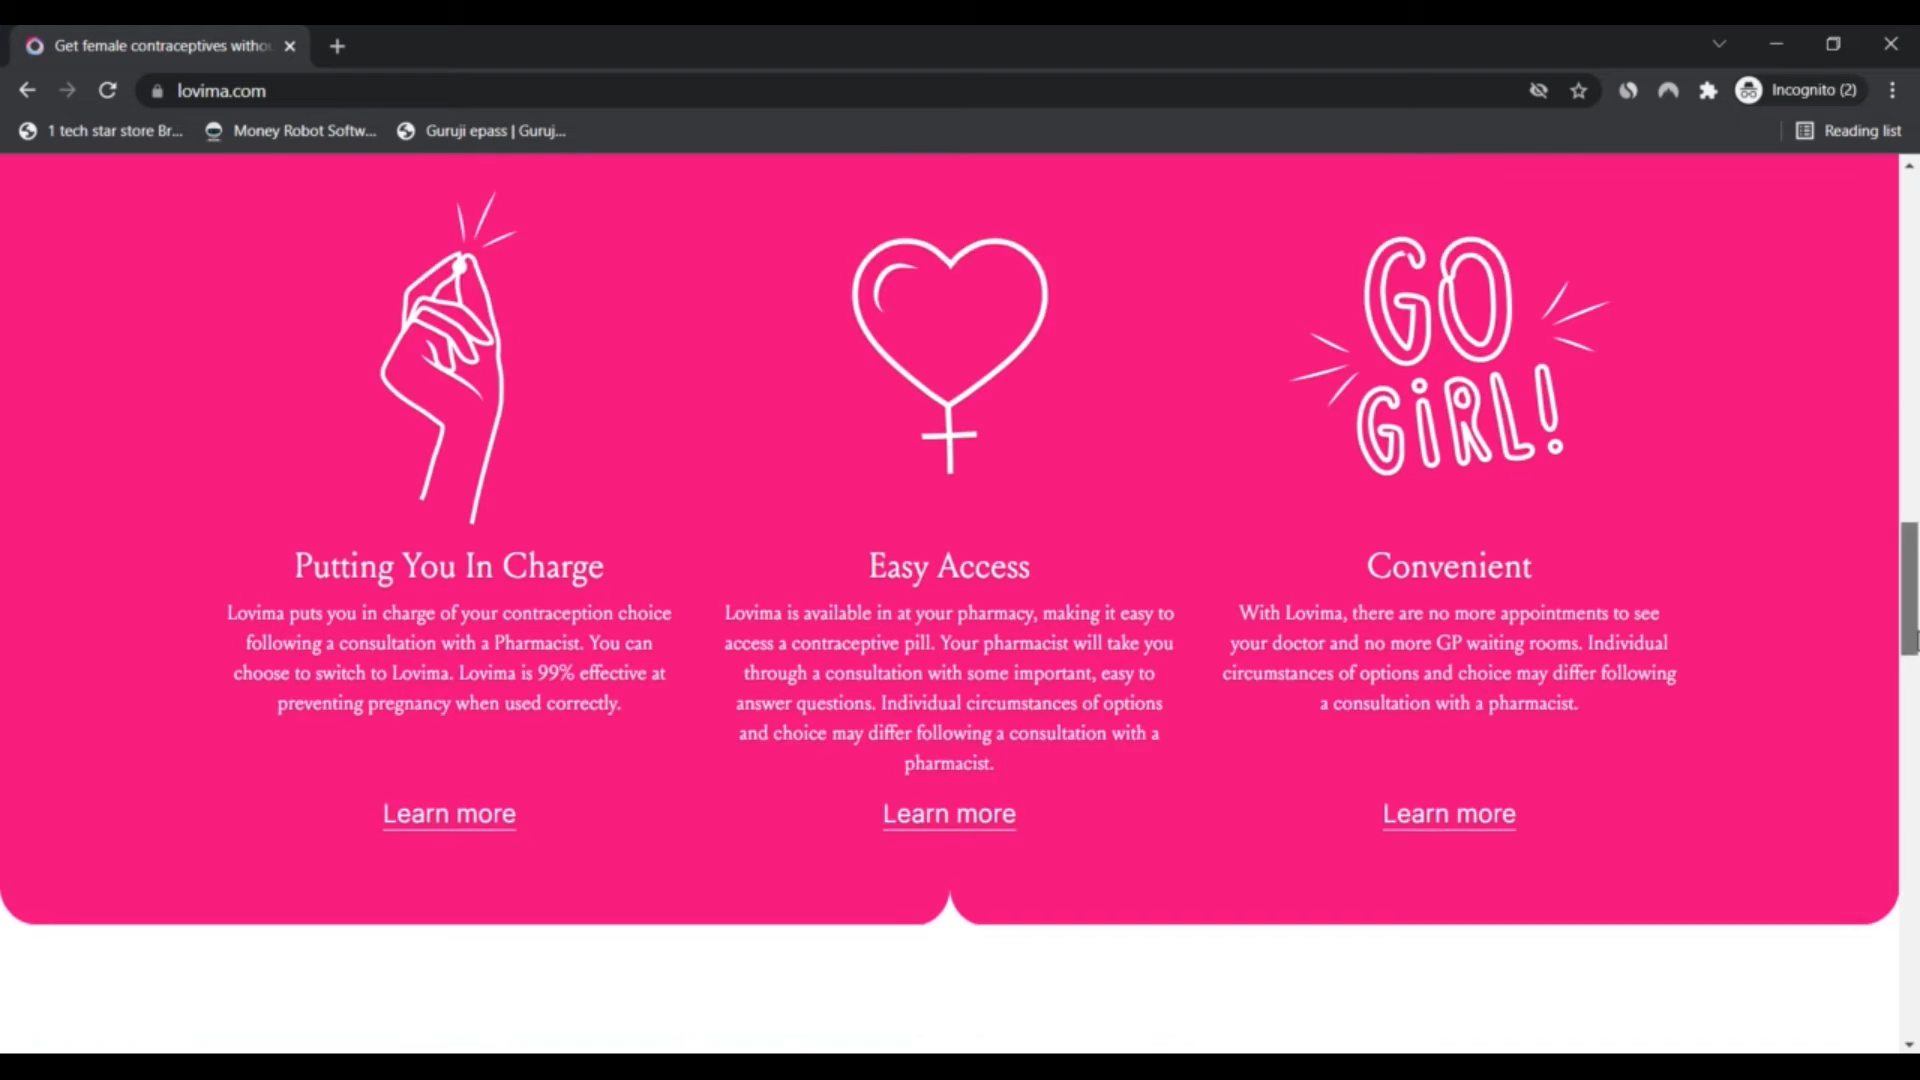 Get female contraceptives witho
lovima.com
Incognito (2)
1 tech star store Br...
Money Robot Softw...
Guruji epass | Guruj...
Reading list
GO
GIRL!
Putting You In Charge
Lovima puts you in charge of your contraception choice
following a consultation with a Pharmacist. You can
choose to switch to Lovima. Lovima is 99% effective at
preventing pregnancy when used correctly.
Learn more
Easy Access
Lovima is available in at your pharmacy, making it easy to
access a contraceptive pill. Your pharmacist will take you
through a consultation with some important, easy to
answer questions. Individual circumstances of options
and choice may differ following a consultation with a
pharmacist.
Learn more
Convenient
With Lovima, there are no more appointments to see
your doctor and no more GP waiting rooms. Individual
circumstances of options and choice may differ following
a consultation with a pharmacist.
Learn more